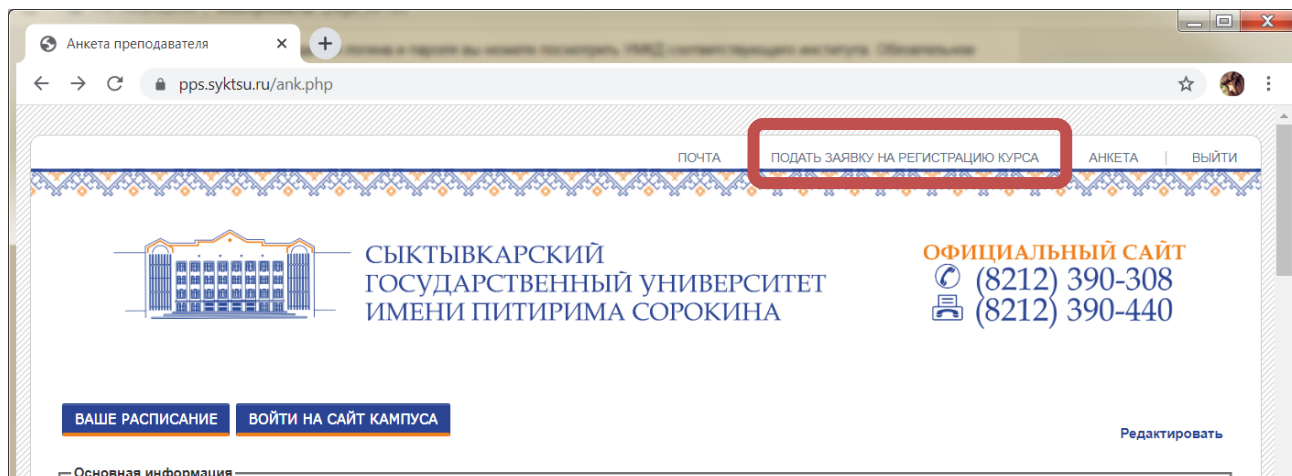 Анкета преподавателя
pps.syktsu.ru/ank.php
ПОЧТА ПОДАТЬ ЗАЯВКУ НА РЕГИСТРАЦИЮ КУРСА АНКЕТА | ВЫЙТИ
СЫКТЫВКАРСКИЙ
ГОСУДАРСТВЕННЫЙ УНИВЕРСИТЕТ
ИМЕНИ ПИТИРИМА СОРОКИНА
ОФИЦИАЛЬНЫЙ САЙТ
(8212) 390-308
(8212) 390-440
ВАШЕ РАСПИСАНИЕ ВОЙТИ НА САЙТ КАМПУСА
Редактировать
Основная информация